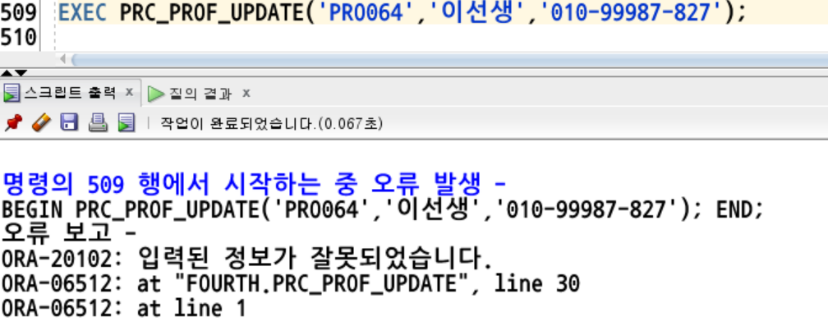 509 EXEC PRC_PROF_UPDATE('PRO064','이선생','010-99987-827');
510
스크립트 출력 x 질의 결과 x
작업이 완료되었습니다.(0.067초)
명령의 509 행에서 시작하는 중 오류 발생 -
BEGIN PRC_PROF_UPDATE('PRO064','이선생','010-99987-827'); END;
오류 보고 -
ORA-20102: 입력된 정보가 잘못되었습니다.
ORA-06512: at "FOURTH.PRC_PROF_UPDATE", line 30
ORA-06512: at line 1